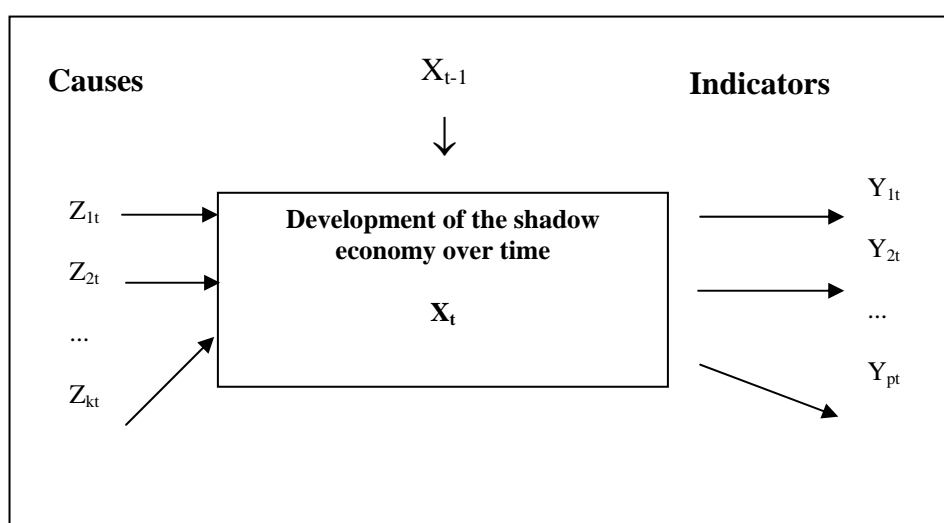 Causes
X_{t-1}
Indicators
Z_{1t}
Z_{2t}
...
Z_{kt}
Development of the shadow
economy over time
X_t
Y_{1t}
Y_{2t}
...
Y_{pt}